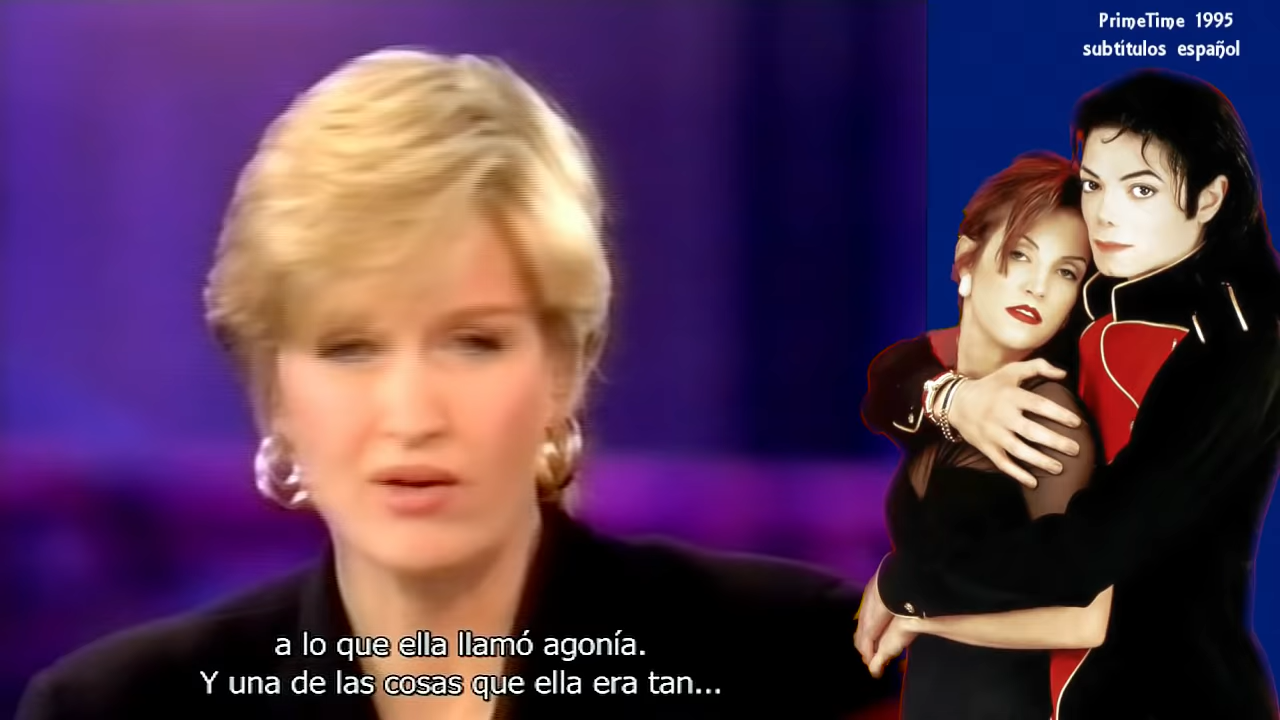 PrimeTime 1995
subtítulos español
a lo que ella llamó agonía.
Y una de las cosas que ella era tan...